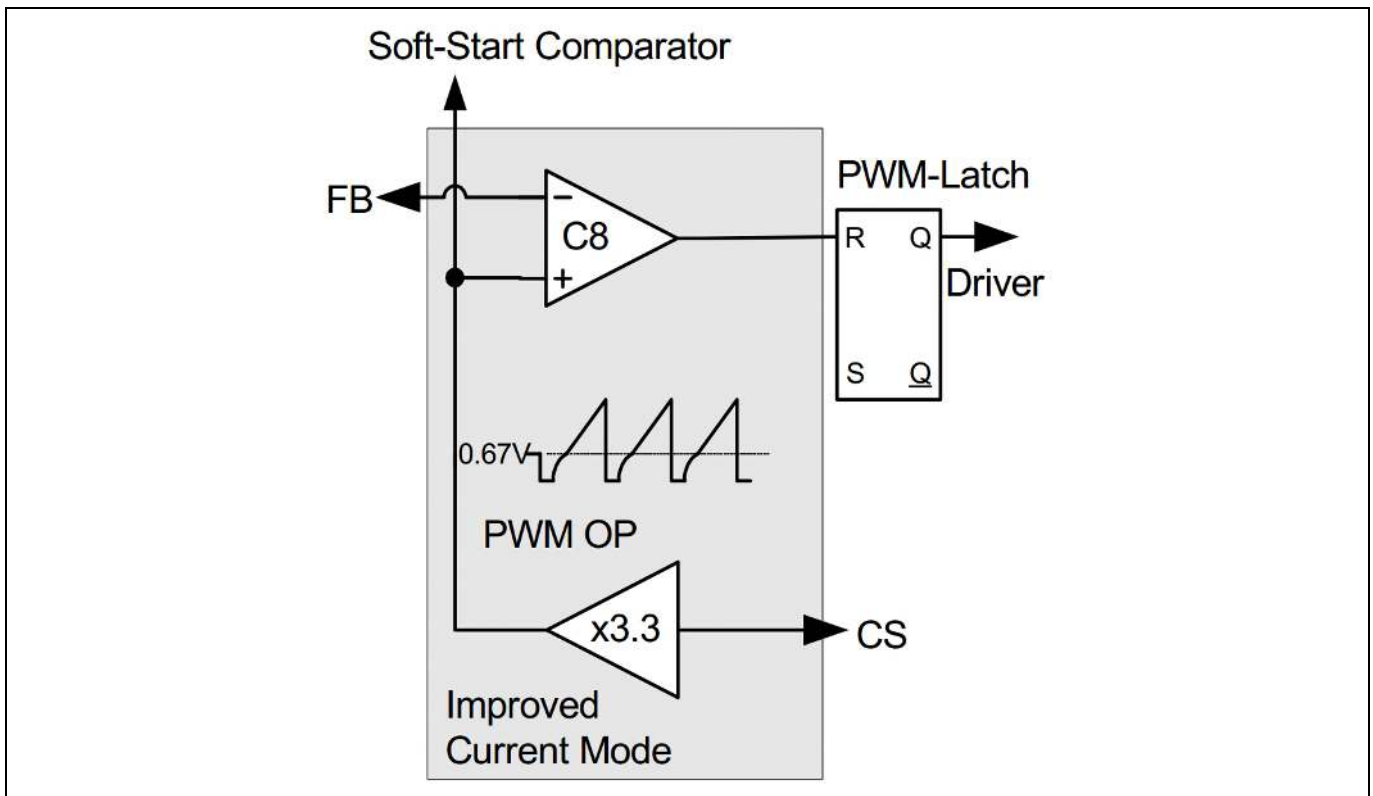 Soft-Start Comparator
PWM-Latch
FB
−
C8
+
R
Q
Driver
S
Q
0.67V
PWM OP
x3.3
CS
Improved
Current Mode